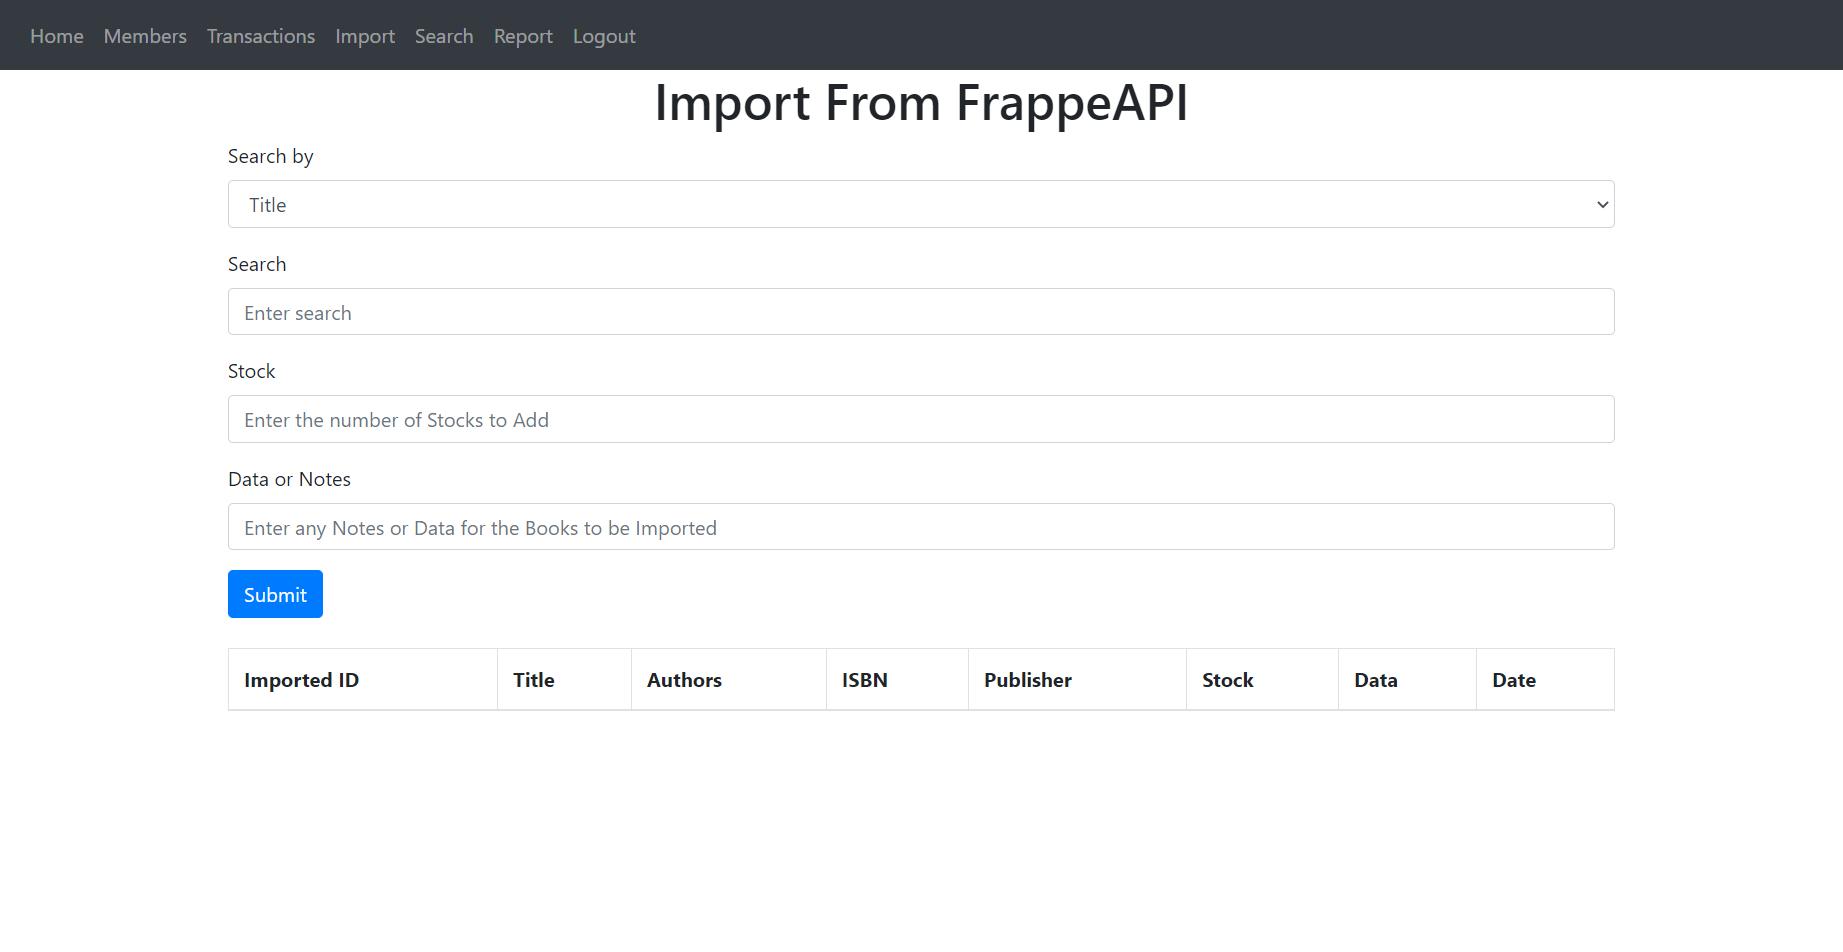 Home Members Transactions Import Search Report Logout
Import From FrappeAPI
Search by
Title
Search
Enter search
Stock
Enter the number of Stocks to Add
Data or Notes
Enter any Notes or Data for the Books to be Imported
Submit
Imported ID Title Authors ISBN Publisher Stock Data Date